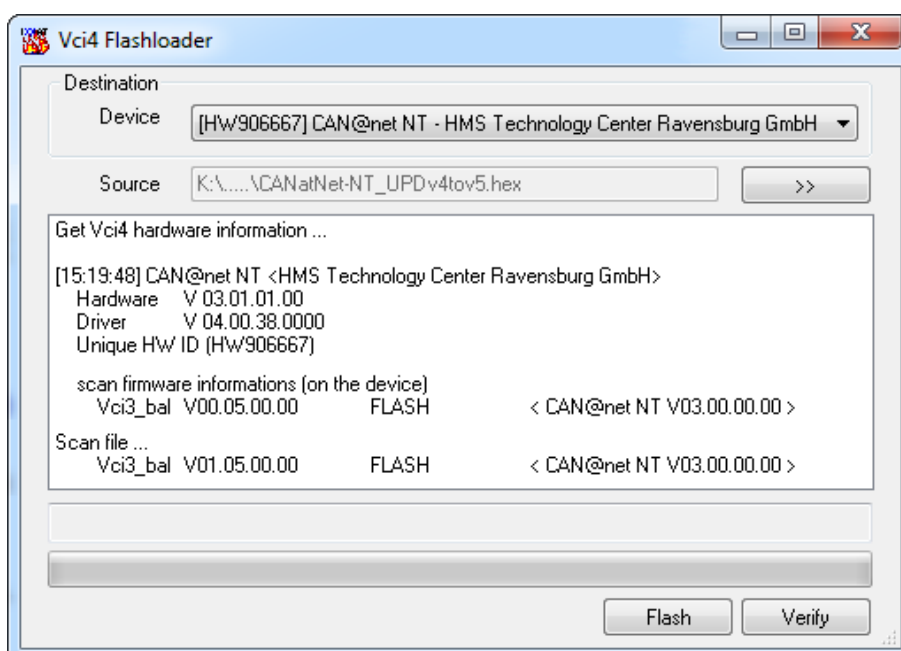 Vci4 Flashloader
Destination
Device [HW906667] CAN@net NT - HMS Technology Center Ravensburg GmbH
Source K:\.....\CANatNet-NT_UPDv4tov5.hex >>
Get Vci4 hardware information ...
[15:19:48] CAN@net NT <HMS Technology Center Ravensburg GmbH>
Hardware V 03.01.01.00
Driver V 04.00.38.0000
Unique HW ID (HW906667)
scan firmware informations (on the device)
Vci3_bal V00.05.00.00 FLASH < CAN@net NT V03.00.00.00 >
Scan file ...
Vci3_bal V01.05.00.00 FLASH < CAN@net NT V03.00.00.00 >
Flash Verify